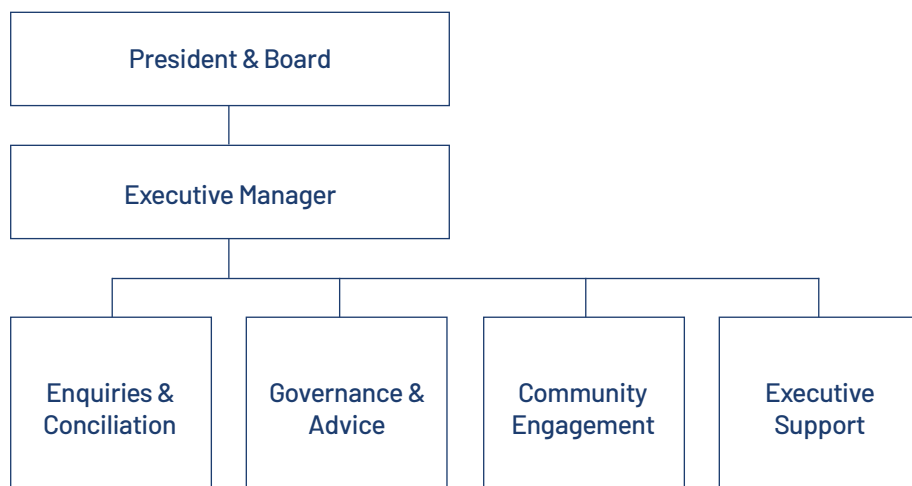 President & Board
Executive Manager
Enquiries &
Conciliation
Governance &
Advice
Community
Engagement
Executive
Support